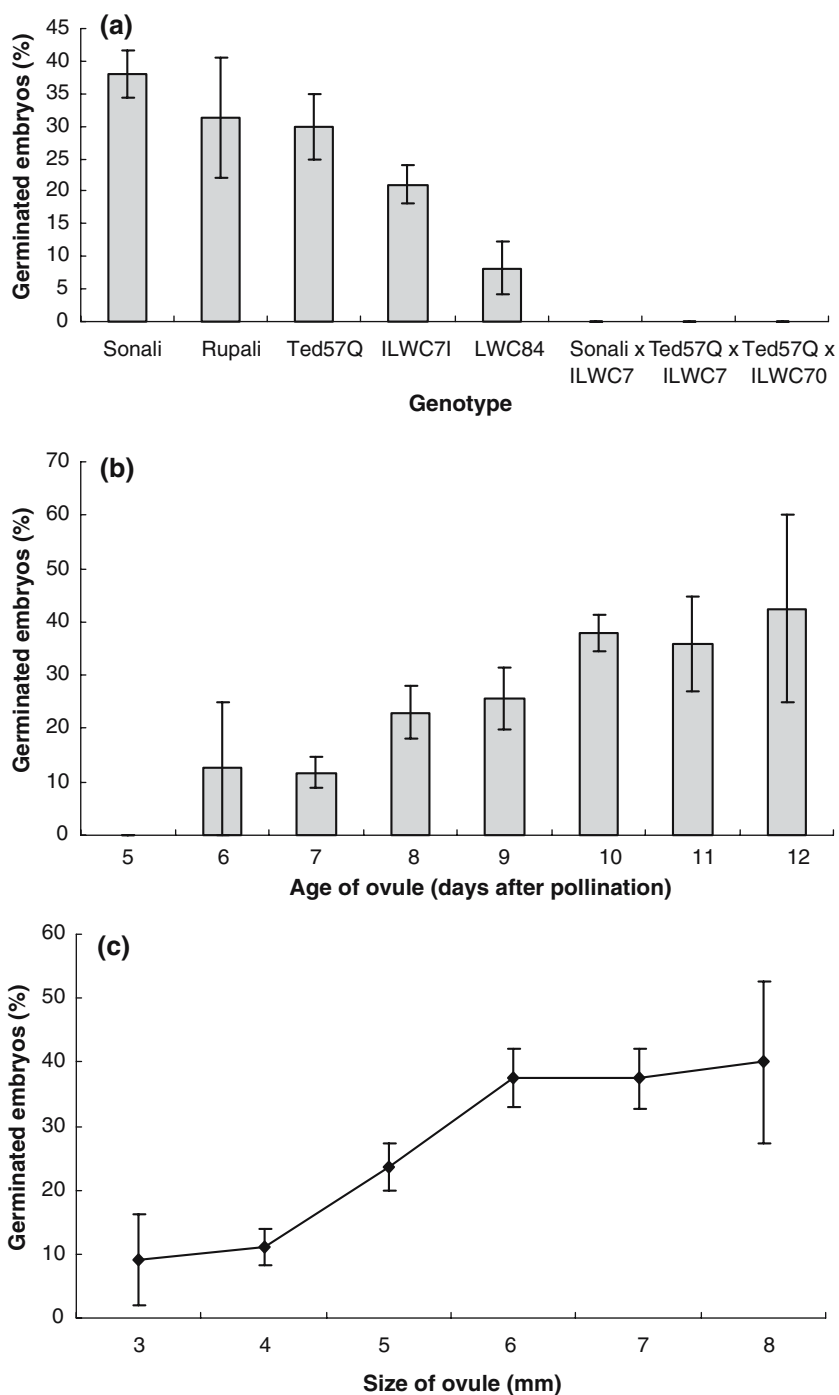 (a)
Germinated embryos (%)
45
40
35
30
25
20
15
10
5
0
Sonali Rupali Ted57Q ILWC7I LWC84 Sonali x Ted57Q x Ted57Q x
ILWC7 ILWC7 ILWC70
Genotype
(b)
Germinated embryos (%)
70
60
50
40
30
20
10
0
5 6 7 8 9 10 11 12
Age of ovule (days after pollination)
(c)
Germinated embryos (%)
60
50
40
30
20
10
0
3 4 5 6 7 8
Size of ovule (mm)